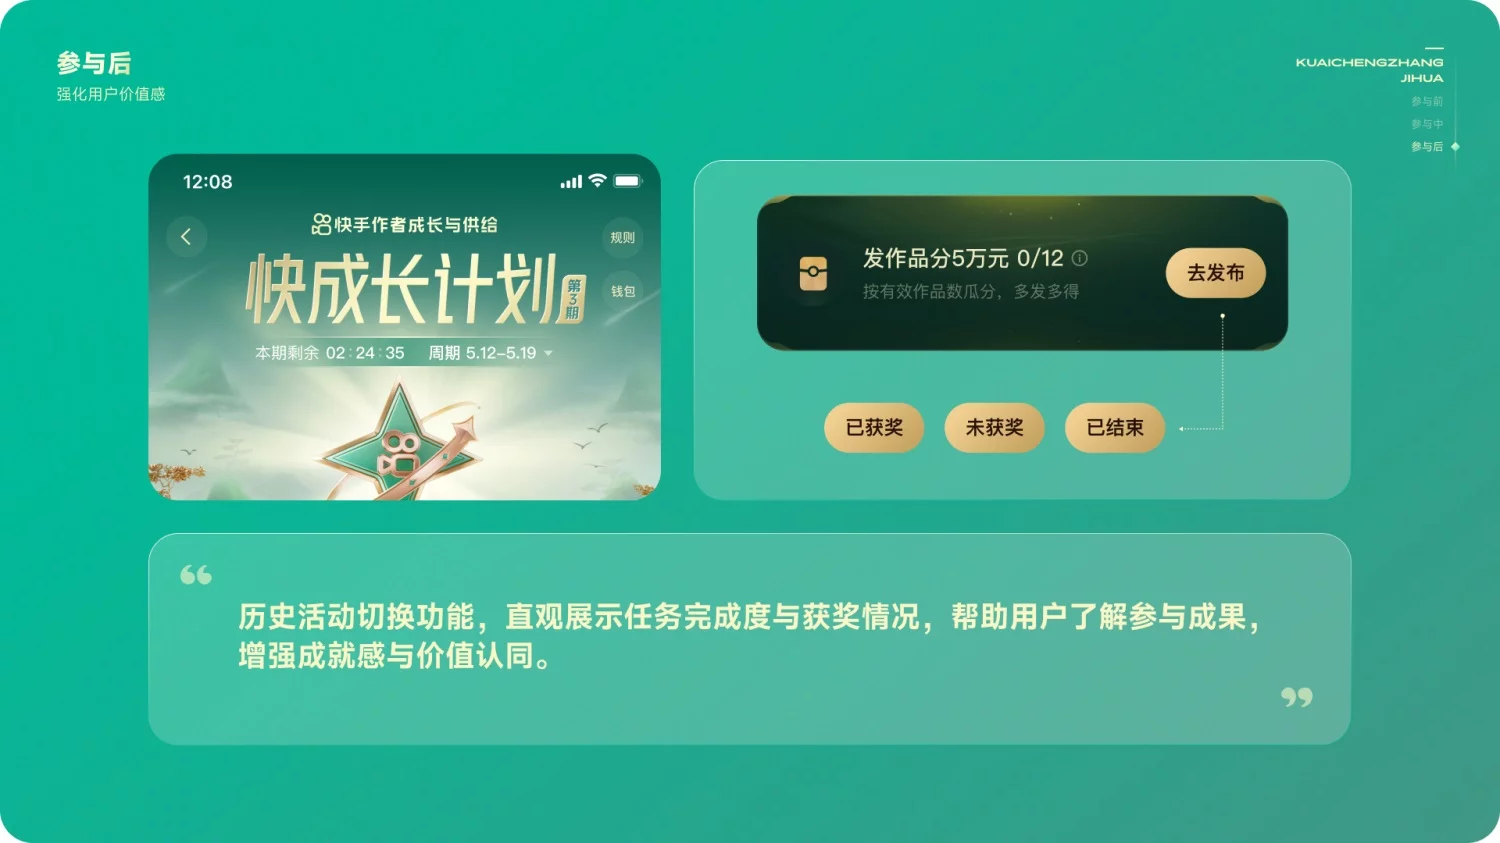 参与后
强化用户价值感
KUAICHENGZHANG
JIHUA
参与前
参与中
参与后
12:08
快手作者成长与供给
规则
快成长计划
第3期
钱包
本期剩余 02:24:35 周期 5.12-5.19
发作品分5万元 0/12
按有效作品数瓜分，多发多得
去发布
已获奖
未获奖
已结束
“
历史活动切换功能，直观展示任务完成度与获奖情况，帮助用户了解参与成果，
增强成就感与价值认同。
”